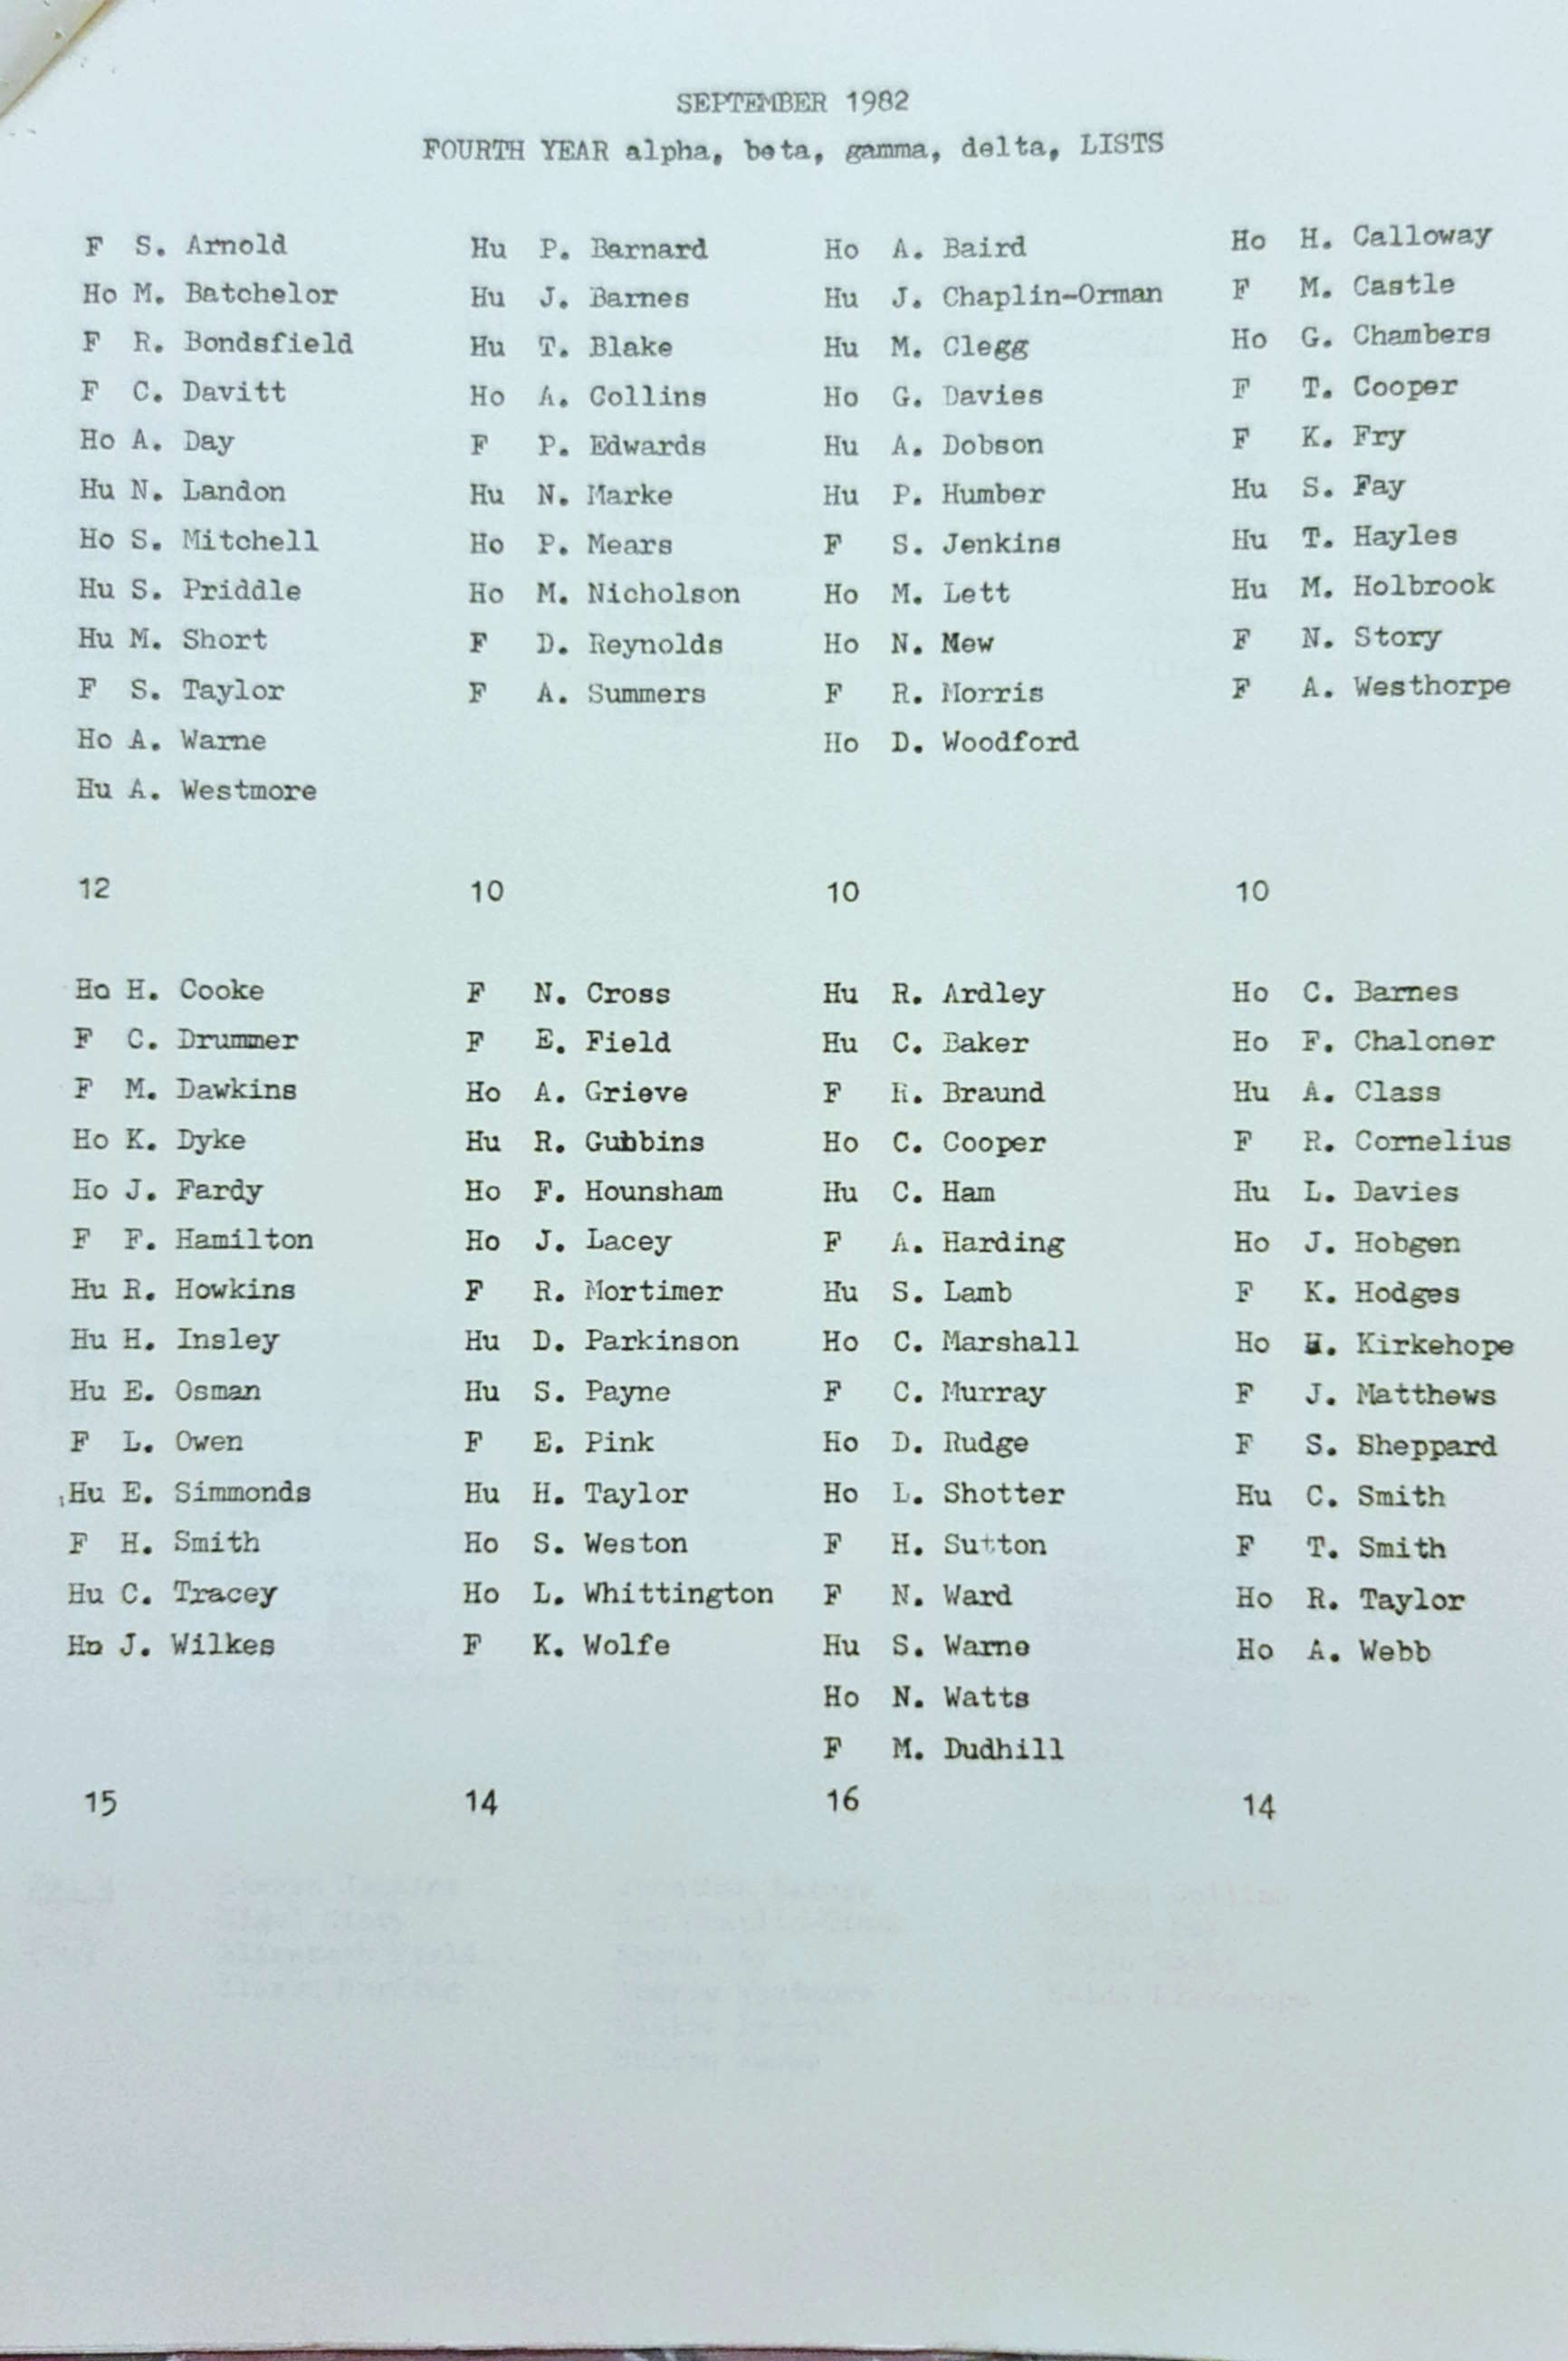 SEPTEMBER 1982
FOURTH YEAR alpha, beta, gamma, delta, LISTS
F S. Arnold
Ho M. Batchelor
F R. Bondsfield
F C. Davitt
Ho A. Day
Hu N. Landon
Ho S. Mitchell
Hu S. Priddle
Hu M. Short
F S. Taylor
Ho A. Warne
Hu A. Westmore
12
Hu P. Barnard
Hu J. Barnes
Hu T. Blake
Ho A. Collins
F P. Edwards
Hu N. Marke
Ho P. Mears
Ho M. Nicholson
F D. Reynolds
F A. Summers
10
Ho A. Baird
Hu J. Chaplin-Orman
Hu M. Clegg
Ho G. Davies
Hu A. Dobson
Hu P. Humber
F S. Jenkins
Ho M. Lett
Ho N. Mew
F R. Morris
Ho D. Woodford
10
Ho H. Calloway
F M. Castle
Ho G. Chambers
F T. Cooper
F K. Fry
Hu S. Fay
Hu T. Hayles
Hu M. Holbrook
F N. Story
F A. Westhorpe
10
Ho H. Cooke
F C. Drummer
F M. Dawkins
Ho K. Dyke
Ho J. Fardy
F F. Hamilton
Hu R. Howkins
Hu H. Insley
Hu E. Osman
F L. Owen
Hu E. Simmonds
F H. Smith
Hu C. Tracey
Ho J. Wilkes
15
F N. Cross
F E. Field
Ho A. Grieve
Hu R. Gubbins
Ho F. Hounsham
Ho J. Lacey
F R. Mortimer
Hu D. Parkinson
Hu S. Payne
F E. Pink
Hu H. Taylor
Ho S. Weston
Ho L. Whittington
F K. Wolfe
14
Hu R. Ardley
Hu C. Baker
F R. Braund
Ho C. Cooper
Hu C. Ham
F A. Harding
Hu S. Lamb
Ho C. Marshall
F C. Murray
Ho D. Rudge
Ho L. Shotter
F H. Sutton
F N. Ward
Hu S. Warne
Ho N. Watts
F M. Dudhill
16
Ho C. Barnes
Ho F. Chaloner
Hu A. Class
F R. Cornelius
Hu L. Davies
Ho J. Hobgen
F K. Hodges
Ho H. Kirkehope
F J. Matthews
F S. Sheppard
Hu C. Smith
F T. Smith
Ho R. Taylor
Ho A. Webb
14